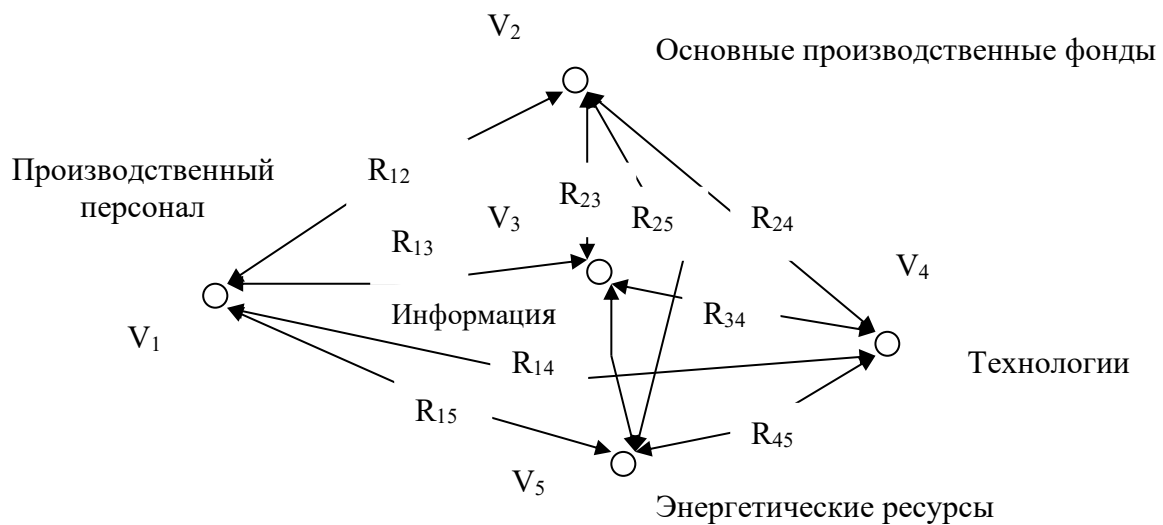 V₂
Основные производственные фонды
Производственный
персонал
R₁₂
R₂₃
V₃
R₂₅
R₂₄
R₁₃
V₄
Информация
R₃₄
V₁
R₁₄
Технологии
R₁₅
R₄₅
V₅
Энергетические ресурсы